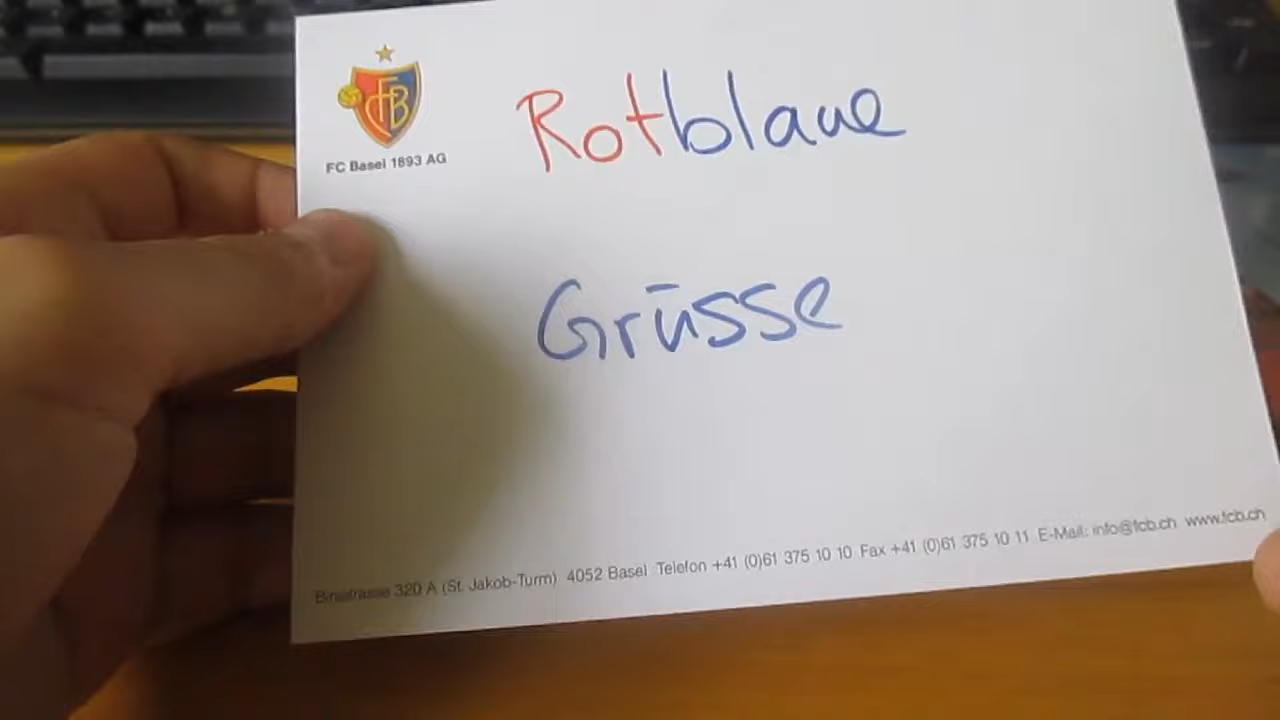 FCB
FC Basel 1893 AG
Rotblaue
Grüsse
Birsstrasse 320 A (St. Jakob-Turm) 4052 Basel Telefon +41 (0)61 375 10 10 Fax +41 (0)61 375 10 11 E-Mail: info@fcb.ch www.fcb.ch